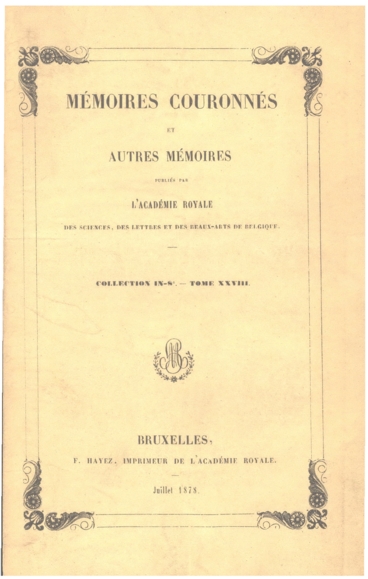 MÉMOIRES COURONNÉS
ET
AUTRES MÉMOIRES
PUBLIÉS PAR
L'ACADÉMIE ROYALE
DES SCIENCES, DES LETTRES ET DES BEAUX-ARTS DE BELGIQUE.
COLLECTION IN-8°. — TOME XXVIII.
BRUXELLES,
F. HAYEZ, IMPRIMEUR DE L'ACADÉMIE ROYALE.
Juillet 1878.